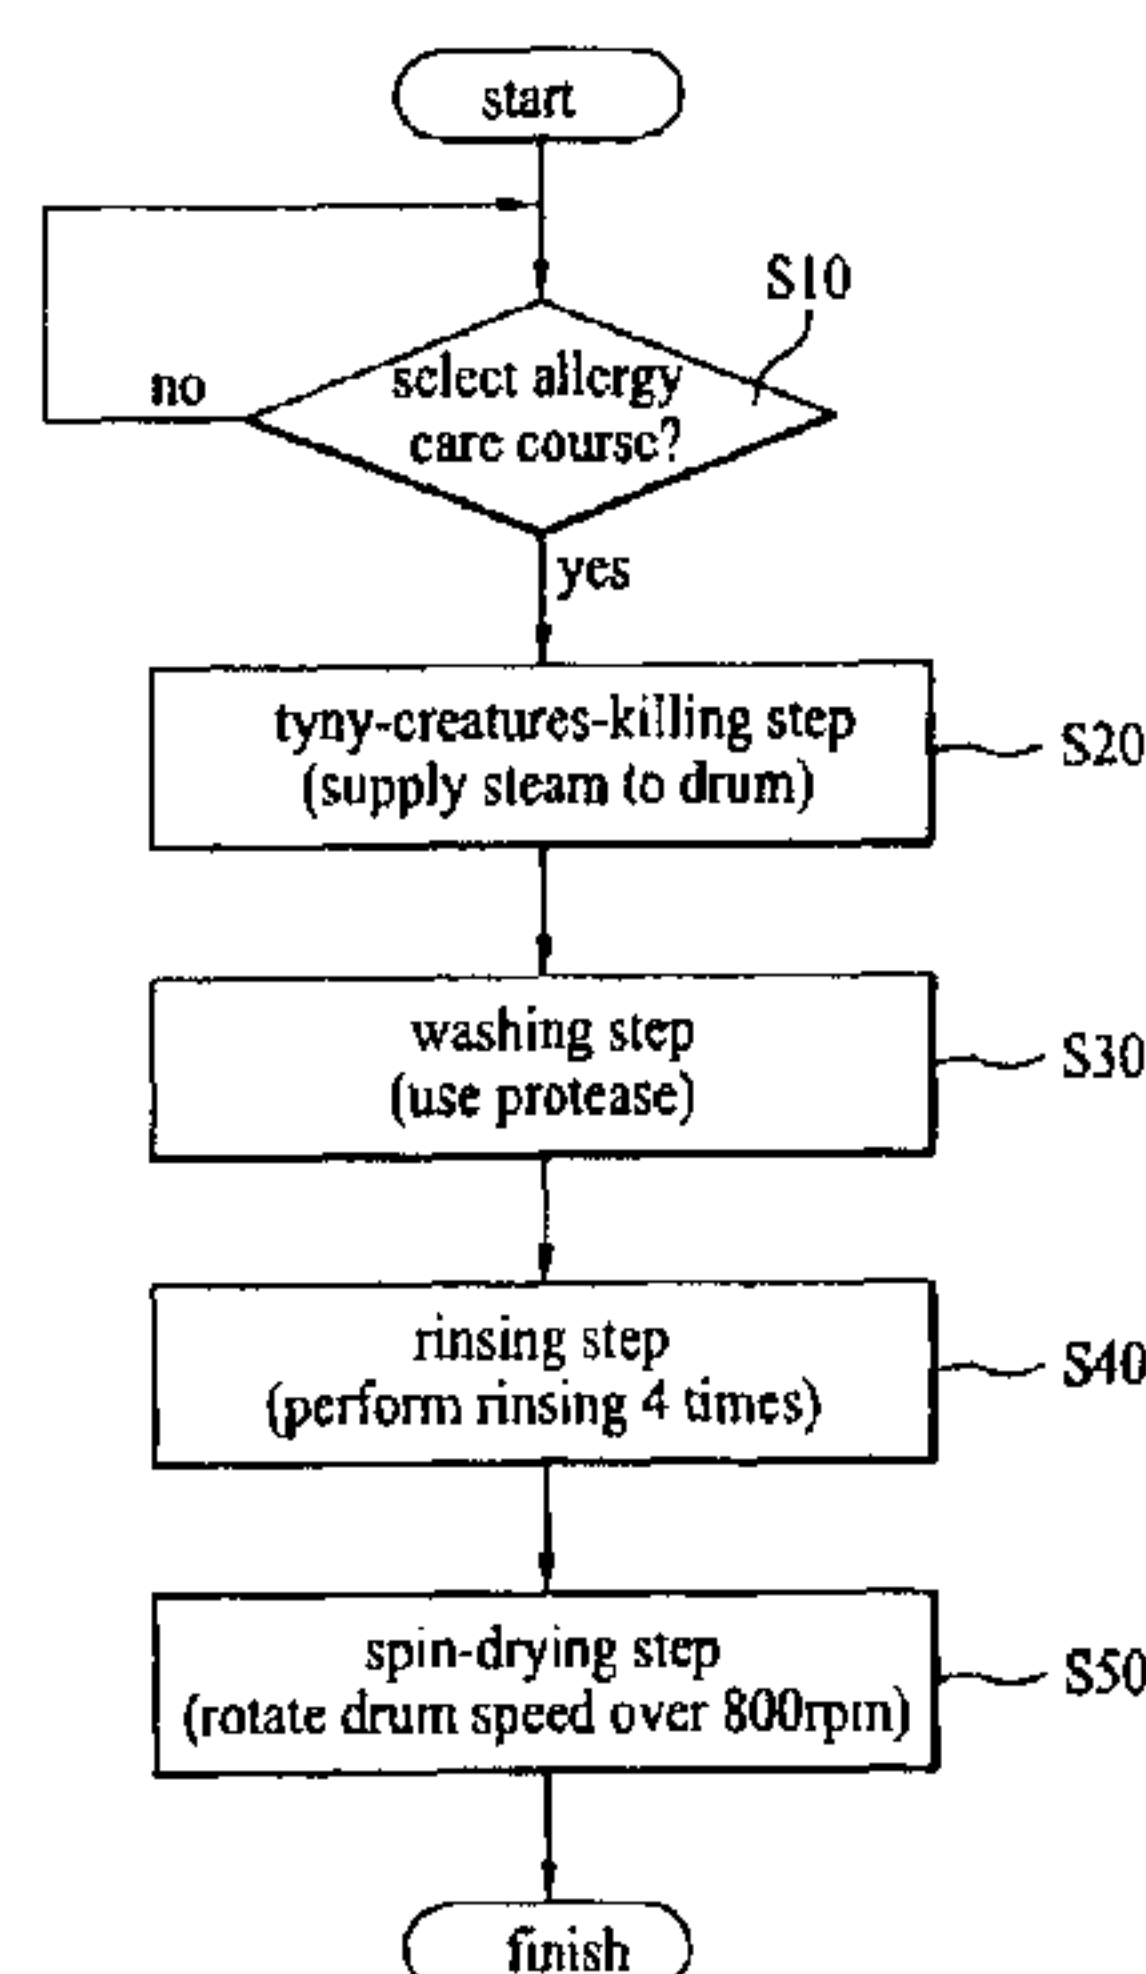 start
S10
select allergy
care course?
no
yes
tyny-creatures-killing step
(supply steam to drum)
S20
washing step
(use protease)
S30
rinsing step
(perform rinsing 4 times)
S40
spin-drying step
(rotate drum speed over 800rpm)
S50
finish